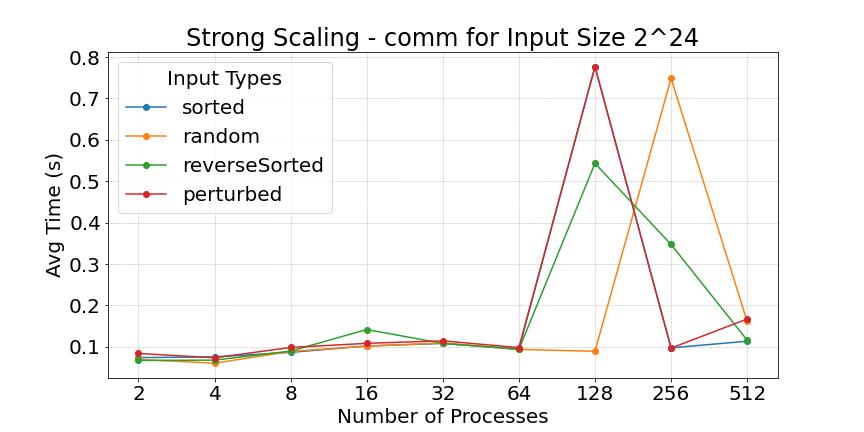 Strong Scaling - comm for Input Size 2^24
Input Types
sorted
random
reverseSorted
perturbed
Avg Time (s)
0.8
0.7
0.6
0.5
0.4
0.3
0.2
0.1
2 4 8 16 32 64 128 256 512
Number of Processes